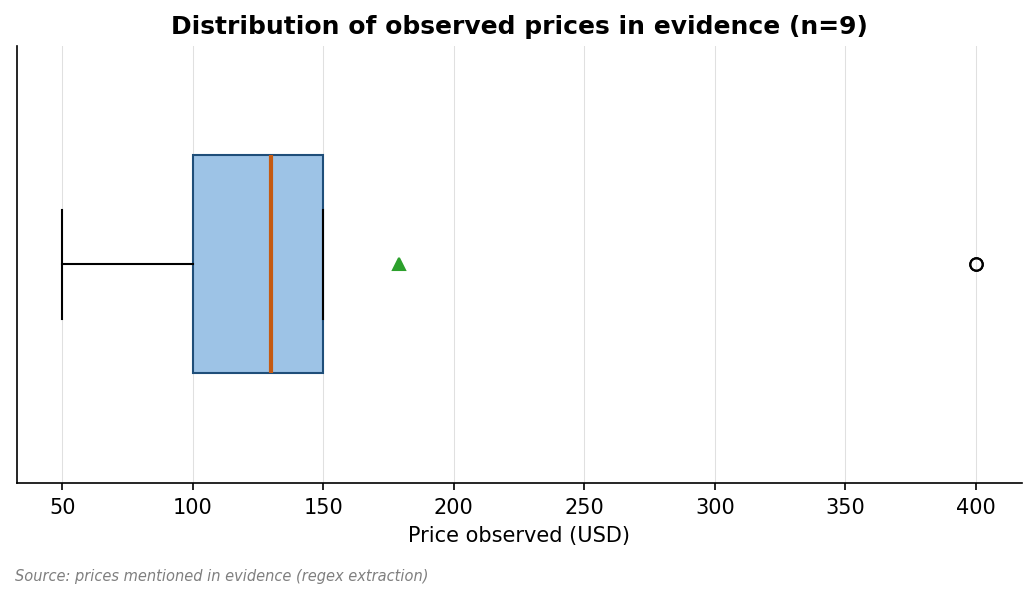 Distribution of observed prices in evidence (n=9)
50 100 150 200 250 300 350 400
Price observed (USD)
Source: prices mentioned in evidence (regex extraction)